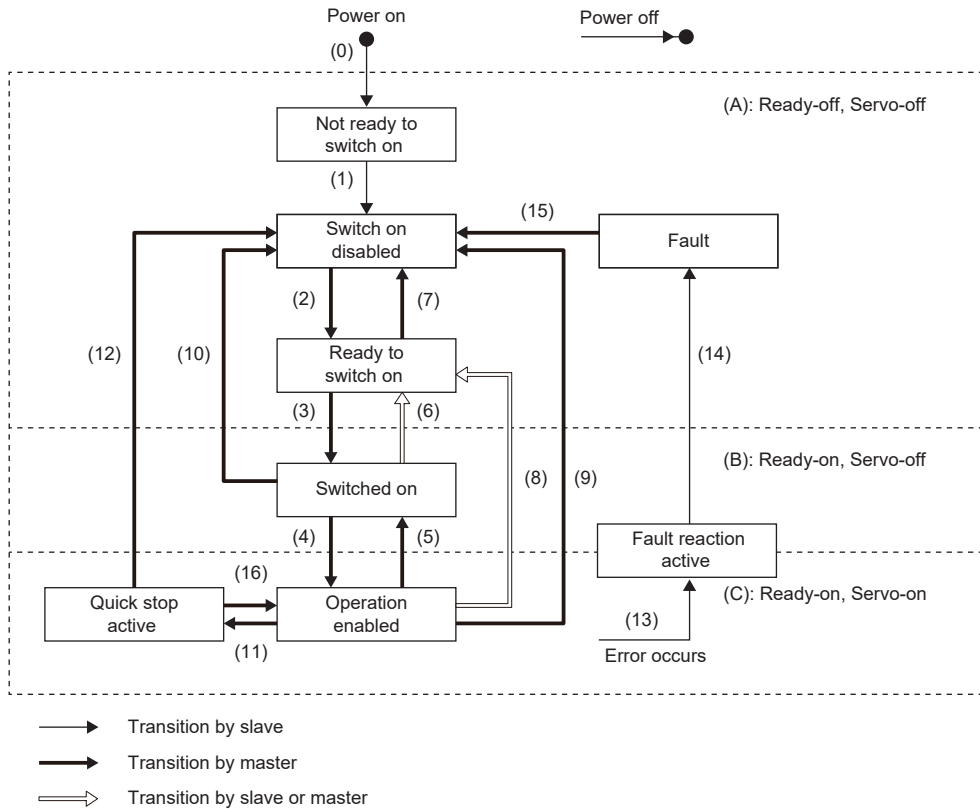 Power on
Power off
(0)
(A): Ready-off, Servo-off
Not ready to
switch on
(1)
(15)
Switch on
disabled
Fault
(2)
(7)
(12)
(10)
Ready to
switch on
(14)
(3)
(6)
(B): Ready-on, Servo-off
(8)
(9)
Switched on
(4)
(5)
Fault reaction
active
(16)
(C): Ready-on, Servo-on
Quick stop
active
Operation
enabled
(13)
(11)
Error occurs
Transition by slave
Transition by master
Transition by slave or master